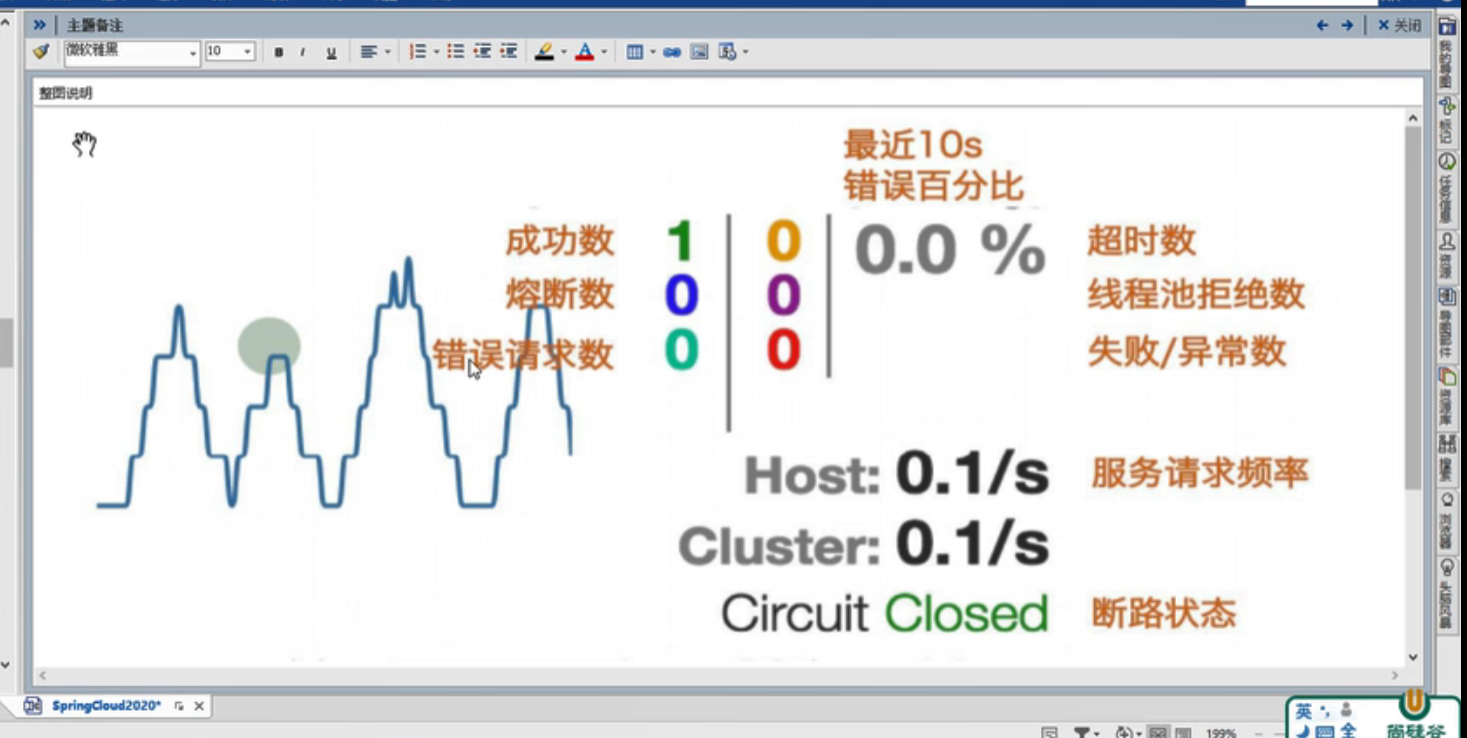 主题备注
关闭
微软雅黑
10
B I U
A
整图说明
最近10s
错误百分比
成功数 1 0 0.0 % 超时数
熔断数 0 0 线程池拒绝数
错误请求数 0 0 失败/异常数
Host: 0.1/s 服务请求频率
Cluster: 0.1/s
Circuit Closed 断路状态
我的导图
标记
任务信息
资源
导图部件
资源库
搜索
浏览器
头脑风暴
SpringCloud2020*
199%
英
全
尚硅谷